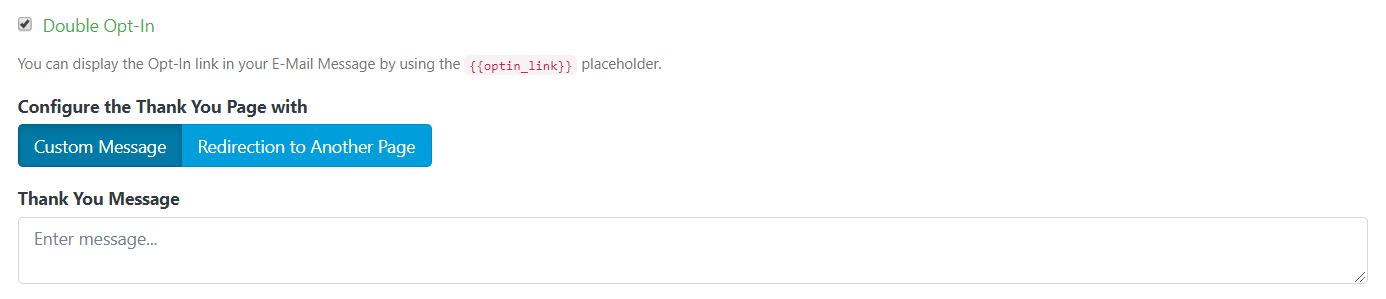 Double Opt-In
You can display the Opt-In link in your E-Mail Message by using the {{optin_link}} placeholder.
Configure the Thank You Page with
Custom Message Redirection to Another Page
Thank You Message
Enter message...